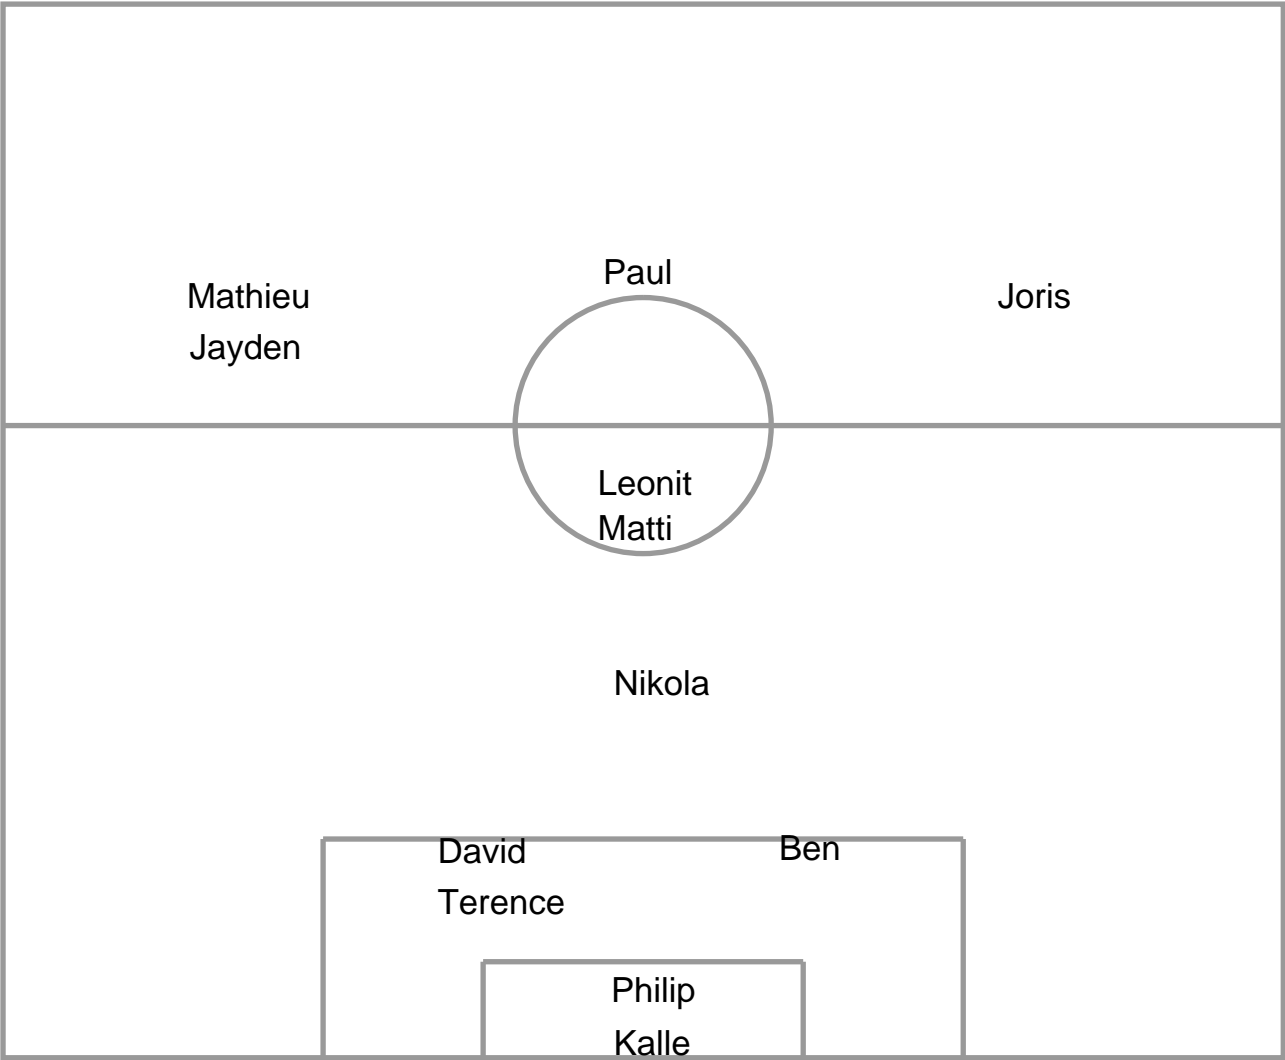 Paul
Mathieu
Joris
Jayden
Leonit
Matti
Nikola
David
Ben
Terence
Philip
Kalle